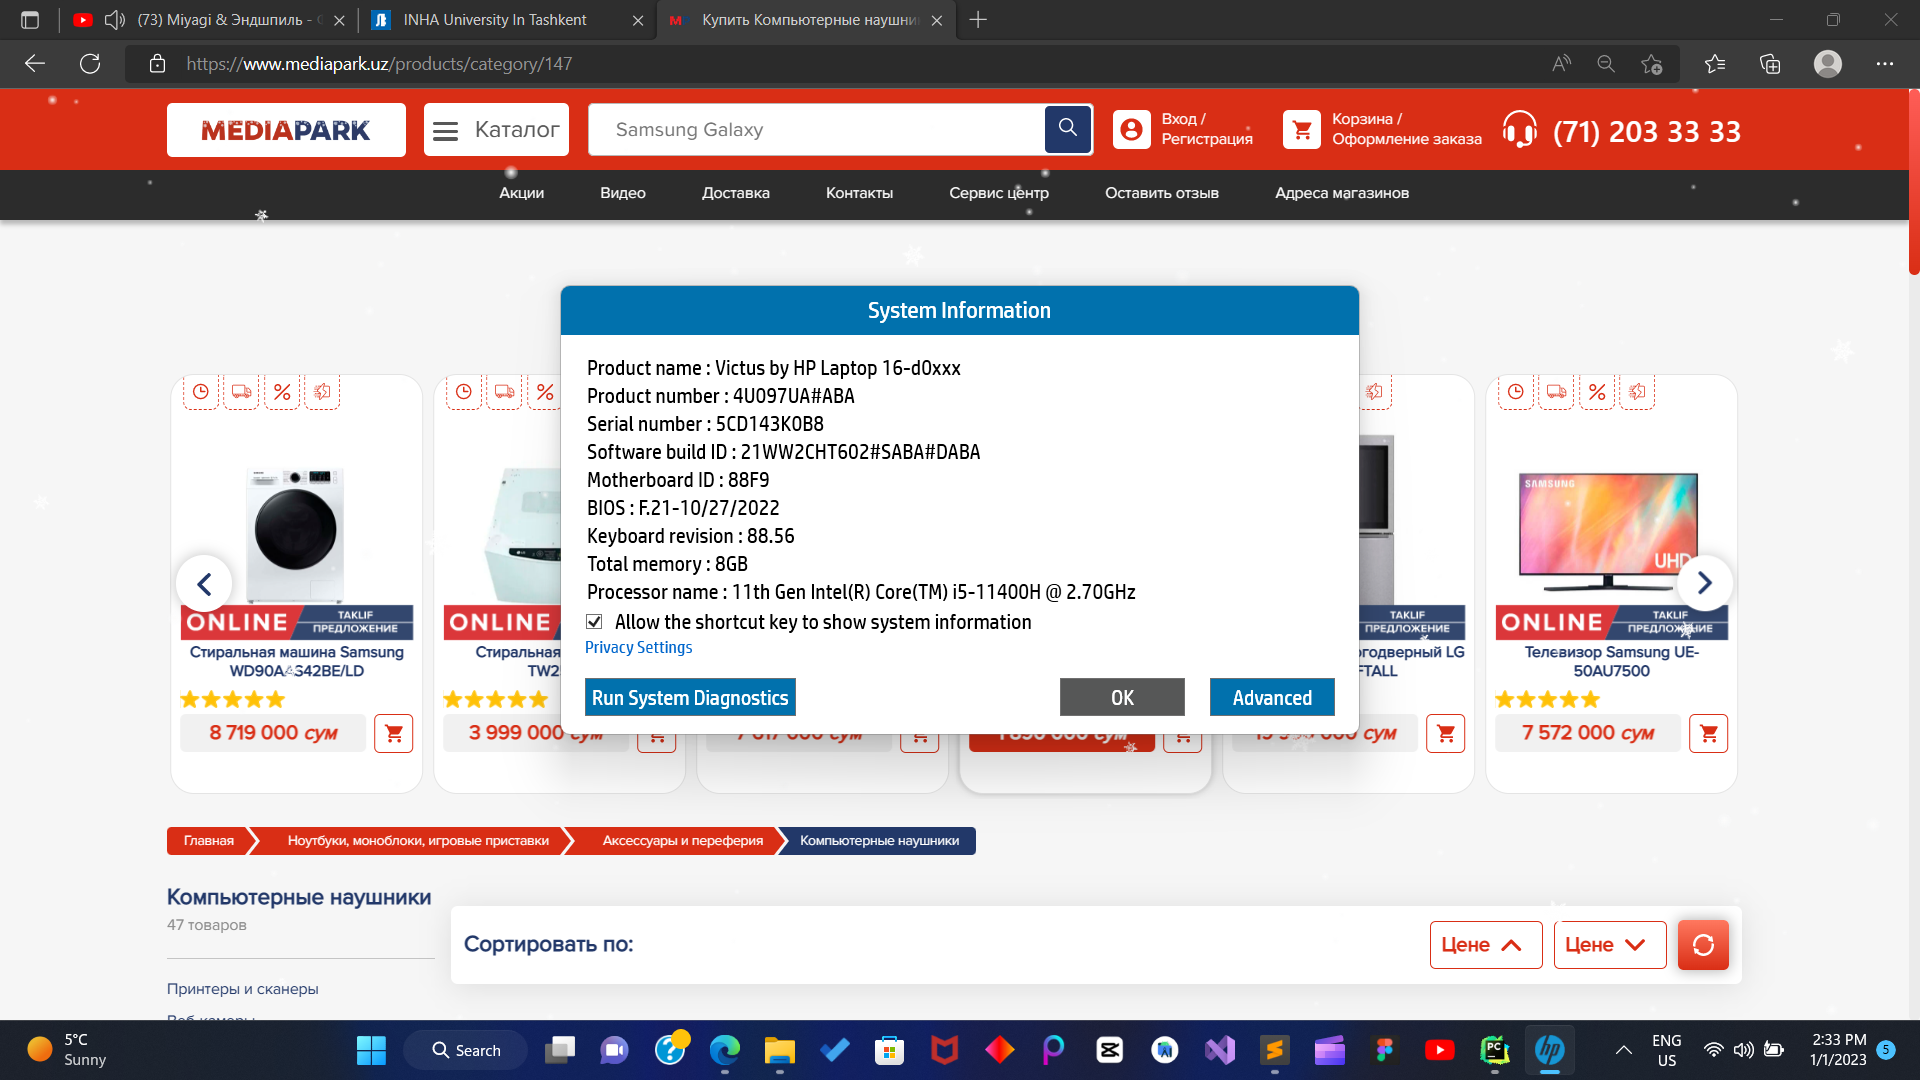 (73) Miyagi & Эндшпиль -
INHA University In Tashkent
Купить Компьютерные наушни
https://www.mediapark.uz/products/category/147
MEDIAPARK
Каталог
Samsung Galaxy
Вход /
Регистрация
Корзина /
Оформление заказа
(71) 203 33 33
Акции
Видео
Доставка
Контакты
Сервис центр
Оставить отзыв
Адреса магазинов
System Information
Product name : Victus by HP Laptop 16-d0xxx
Product number : 4U097UA#ABA
Serial number : 5CD143K0B8
Software build ID : 21WW2CHT602#SABA#DABA
Motherboard ID : 88F9
BIOS : F.21-10/27/2022
Keyboard revision : 88.56
Total memory : 8GB
Processor name : 11th Gen Intel(R) Core(TM) i5-11400H @ 2.70GHz
Allow the shortcut key to show system information
Privacy Settings
Run System Diagnostics
OK
Advanced
ONLINE
TAKLIF
ПРЕДЛОЖЕНИЕ
Стиральная машина Samsung
WD90A4S42BE/LD
8 719 000 сум
ONLINE
Стиральна
TW2
3 999 000 сум
TAKLIF
ПРЕДЛОЖЕНИЕ
огодверный LG
FTALL
сум
SAMSUNG
UHD
ONLINE
TAKLIF
ПРЕДЛОЖЕНИЕ
Телевизор Samsung UE-
50AU7500
7 572 000 сум
Главная
Ноутбуки, моноблоки, игровые приставки
Аксессуары и переферия
Компьютерные наушники
Компьютерные наушники
47 товаров
Сортировать по:
Цене
Цене
Принтеры и сканеры
Веб камеры
5°C
Sunny
Search
ENG
US
2:33 PM
1/1/2023
5